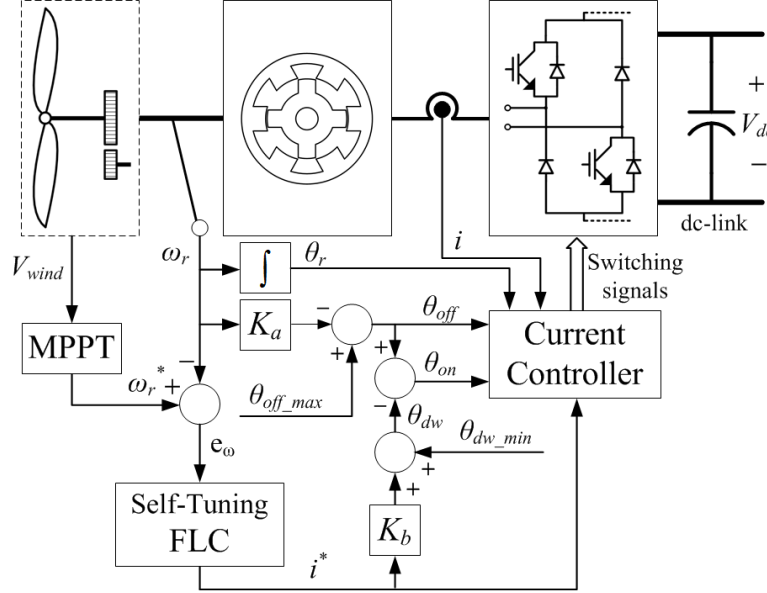 +
V_dc
−
dc-link
ω_r
∫
θ_r
i
Switching
signals
V_wind
K_a
−
θ_off
Current
Controller
MPPT
+
+
θ_on
−
ω_r*
+
θ_off_max
−
θ_dw
θ_dw_min
+
e_ω
+
Self-Tuning
FLC
K_b
i*